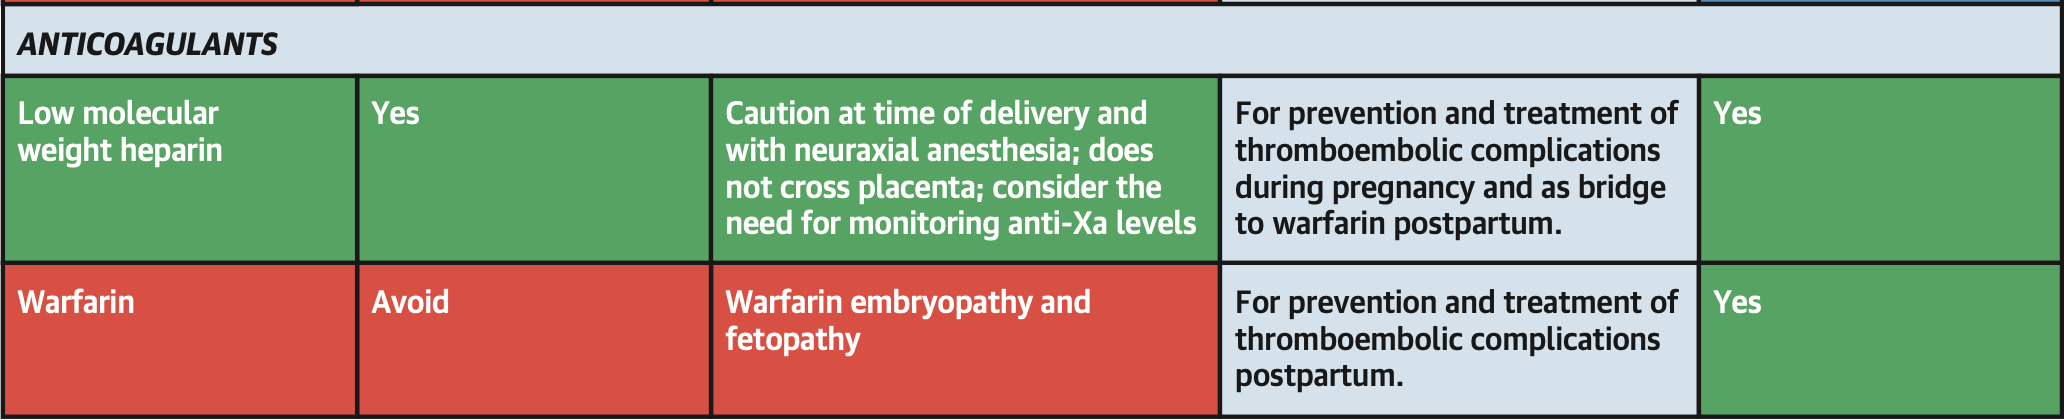 ANTICOAGULANTS
Low molecular
weight heparin
Yes
Caution at time of delivery and
with neuraxial anesthesia; does
not cross placenta; consider the
need for monitoring anti-Xa levels
For prevention and treatment of
thromboembolic complications
during pregnancy and as bridge
to warfarin postpartum.
Yes
Warfarin
Avoid
Warfarin embryopathy and
fetopathy
For prevention and treatment of
thromboembolic complications
postpartum.
Yes